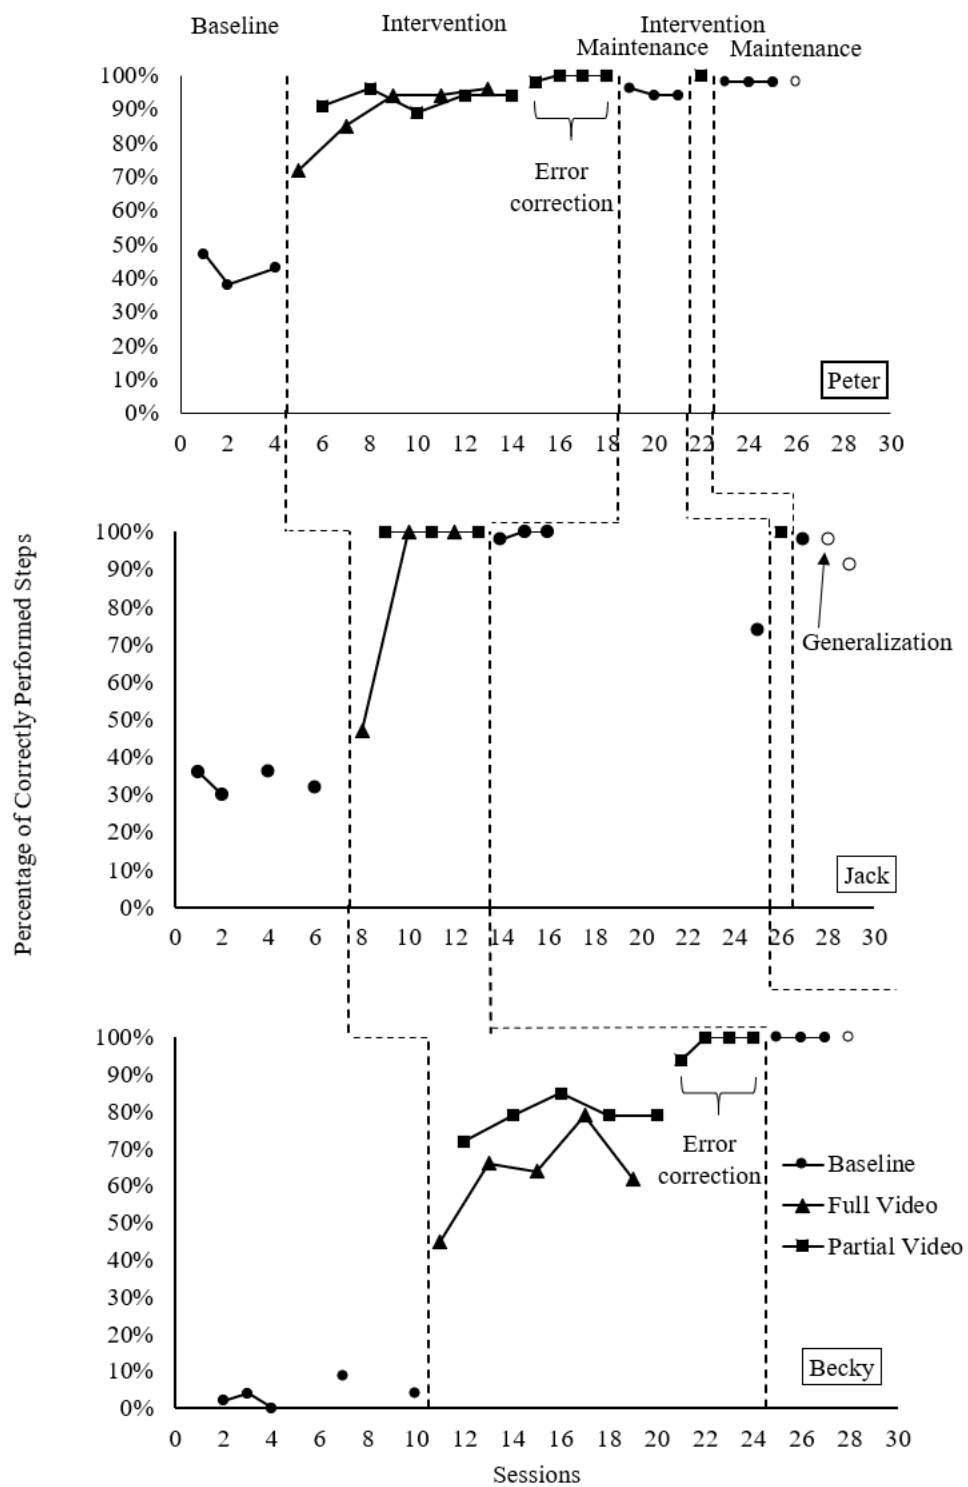 Baseline
Intervention
Intervention
Maintenance
Maintenance
100%
90%
80%
70%
60%
50%
40%
30%
20%
10%
0%
Error
correction
Peter
0 2 4 6 8 10 12 14 16 18 20 22 24 26 28 30
Percentage of Correctly Performed Steps
100%
90%
80%
70%
60%
50%
40%
30%
20%
10%
0%
Generalization
Jack
0 2 4 6 8 10 12 14 16 18 20 22 24 26 28 30
100%
90%
80%
70%
60%
50%
40%
30%
20%
10%
0%
Error
correction
Baseline
Full Video
Partial Video
Becky
0 2 4 6 8 10 12 14 16 18 20 22 24 26 28 30
Sessions